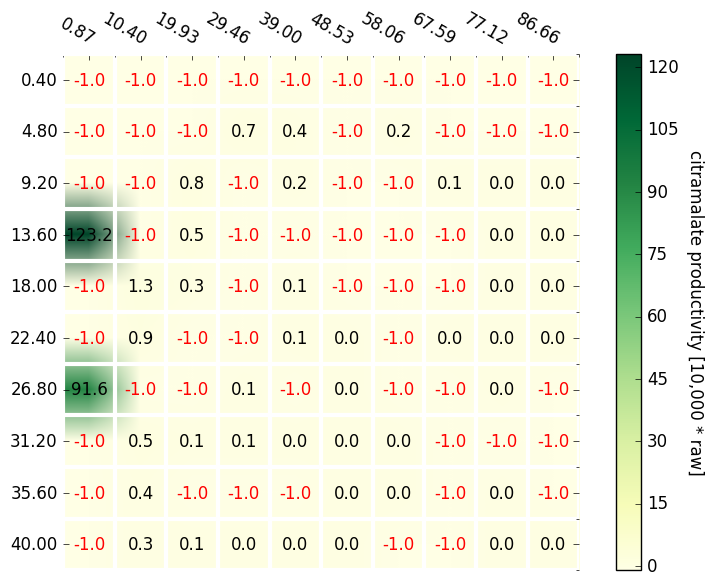 0.87 10.40 19.93 29.46 39.00 48.53 58.06 67.59 77.12 86.66
0.40 -1.0 -1.0 -1.0 -1.0 -1.0 -1.0 -1.0 -1.0 -1.0 -1.0
4.80 -1.0 -1.0 -1.0 0.7 0.4 -1.0 0.2 -1.0 -1.0 -1.0
9.20 -1.0 -1.0 0.8 -1.0 0.2 -1.0 -1.0 0.1 0.0 0.0
13.60 123.2 -1.0 0.5 -1.0 -1.0 -1.0 -1.0 -1.0 0.0 0.0
18.00 -1.0 1.3 0.3 -1.0 0.1 -1.0 -1.0 -1.0 0.0 0.0
22.40 -1.0 0.9 -1.0 -1.0 0.1 0.0 -1.0 0.0 0.0 0.0
26.80 91.6 -1.0 -1.0 0.1 -1.0 0.0 -1.0 -1.0 0.0 -1.0
31.20 -1.0 0.5 0.1 0.1 0.0 0.0 0.0 -1.0 -1.0 -1.0
35.60 -1.0 0.4 -1.0 -1.0 -1.0 0.0 0.0 -1.0 0.0 -1.0
40.00 -1.0 0.3 0.1 0.0 0.0 0.0 -1.0 -1.0 0.0 0.0
120
105
90
75
60
45
30
15
0
citramalate productivity [10,000 * raw]